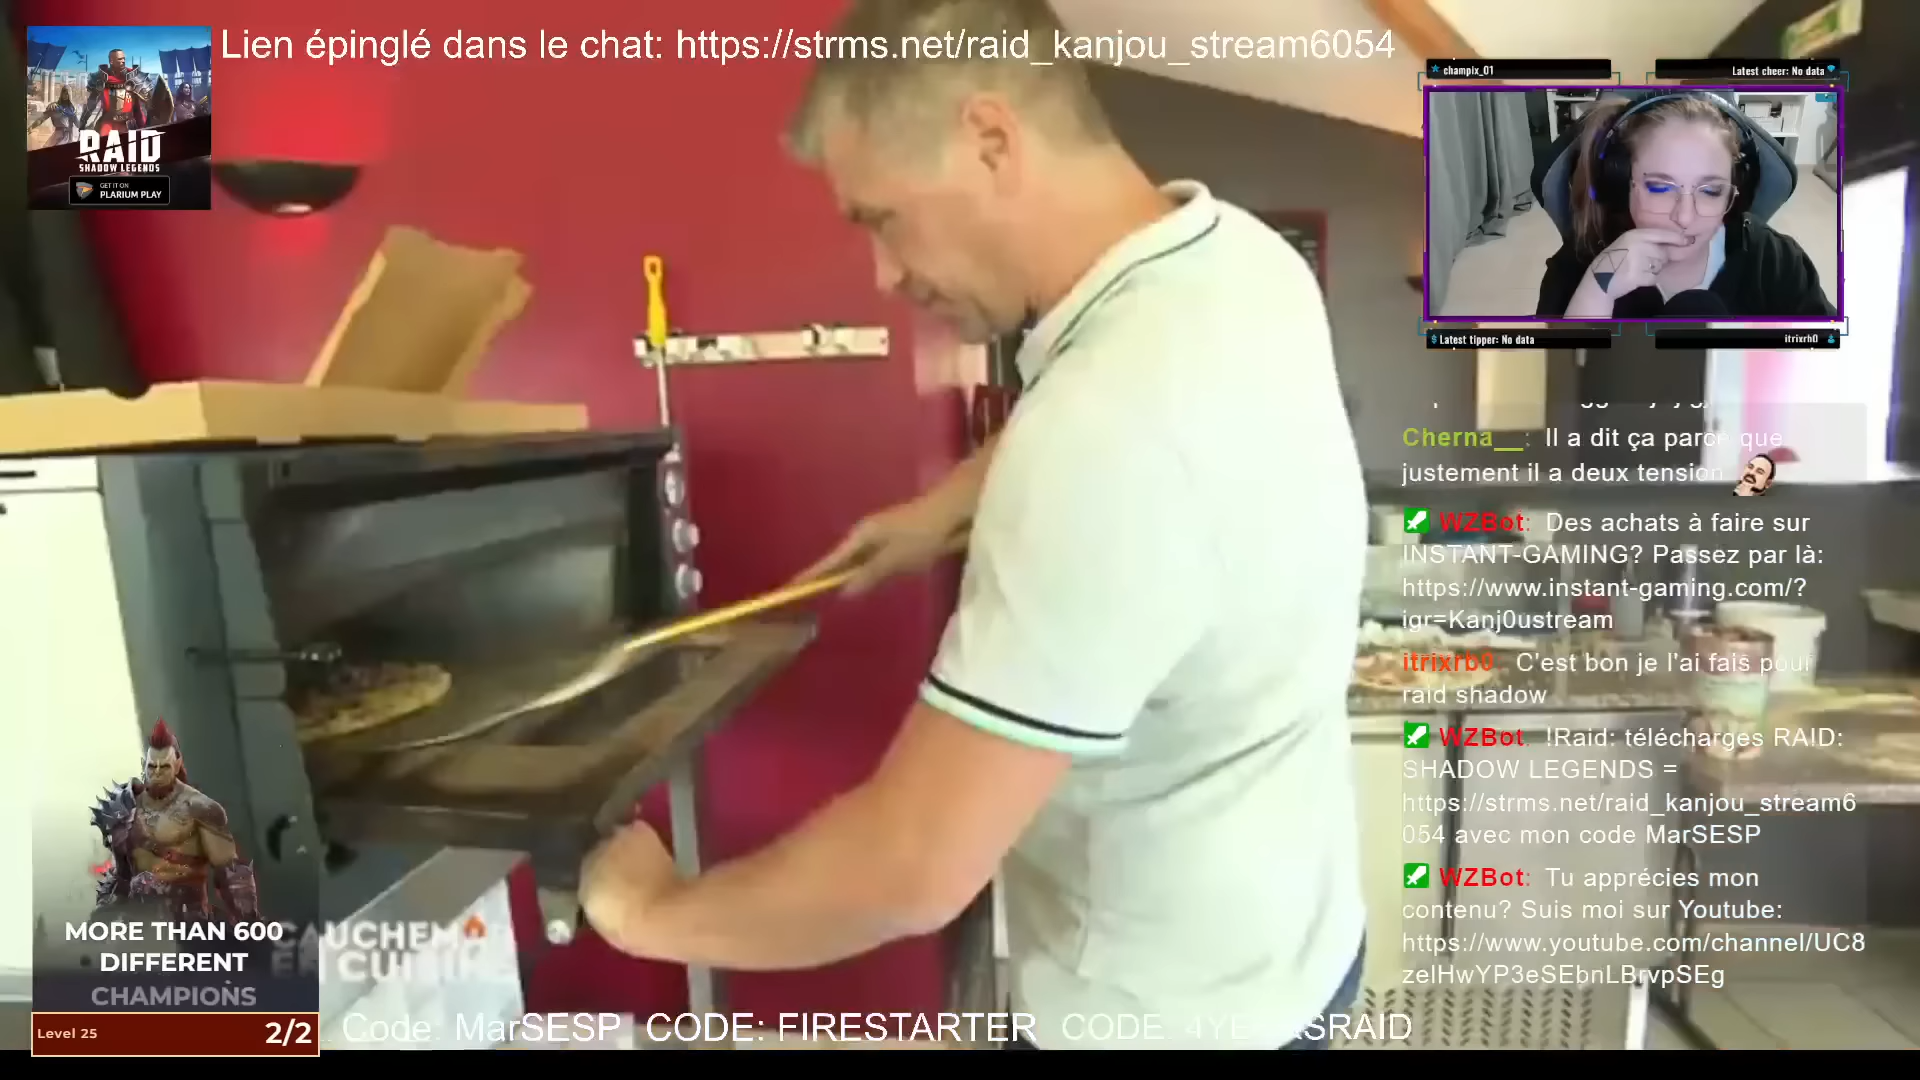 Lien épinglé dans le chat: https://strms.net/raid_kanjou_stream6054
RAID
SHADOW LEGENDS
GET IT ON
PLARIUM PLAY
champix_01
Latest cheer: No data
Latest tipper: No data
itrixrh0
Cherna__: Il a dit ça parce que
justement il a deux tension
WZBot: Des achats à faire sur
INSTANT-GAMING? Passez par là:
https://www.instant-gaming.com/?
igr=Kanj0ustream
itrixrb0: C'est bon je l'ai fais pour
raid shadow
WZBot: !Raid: télécharges RAID:
SHADOW LEGENDS =
https://strms.net/raid_kanjou_stream6
054 avec mon code MarSESP
WZBot: Tu apprécies mon
contenu? Suis moi sur Youtube:
https://www.youtube.com/channel/UC8
zelHwYP3eSEbnLBrvpSEg
MORE THAN 600
DIFFERENT
CHAMPIONS
CAUCHEMAR
EN CUISINE
Level 25
2/2
Code: MarSESP CODE: FIRESTARTER CODE: 4YEARSRAID